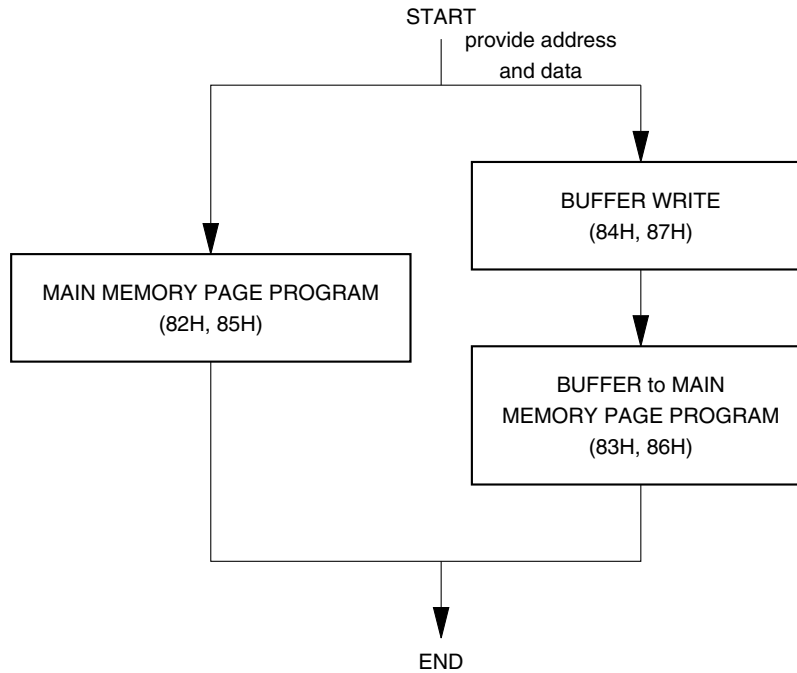 START
provide address
and data
BUFFER WRITE
(84H, 87H)
MAIN MEMORY PAGE PROGRAM
(82H, 85H)
BUFFER to MAIN
MEMORY PAGE PROGRAM
(83H, 86H)
END